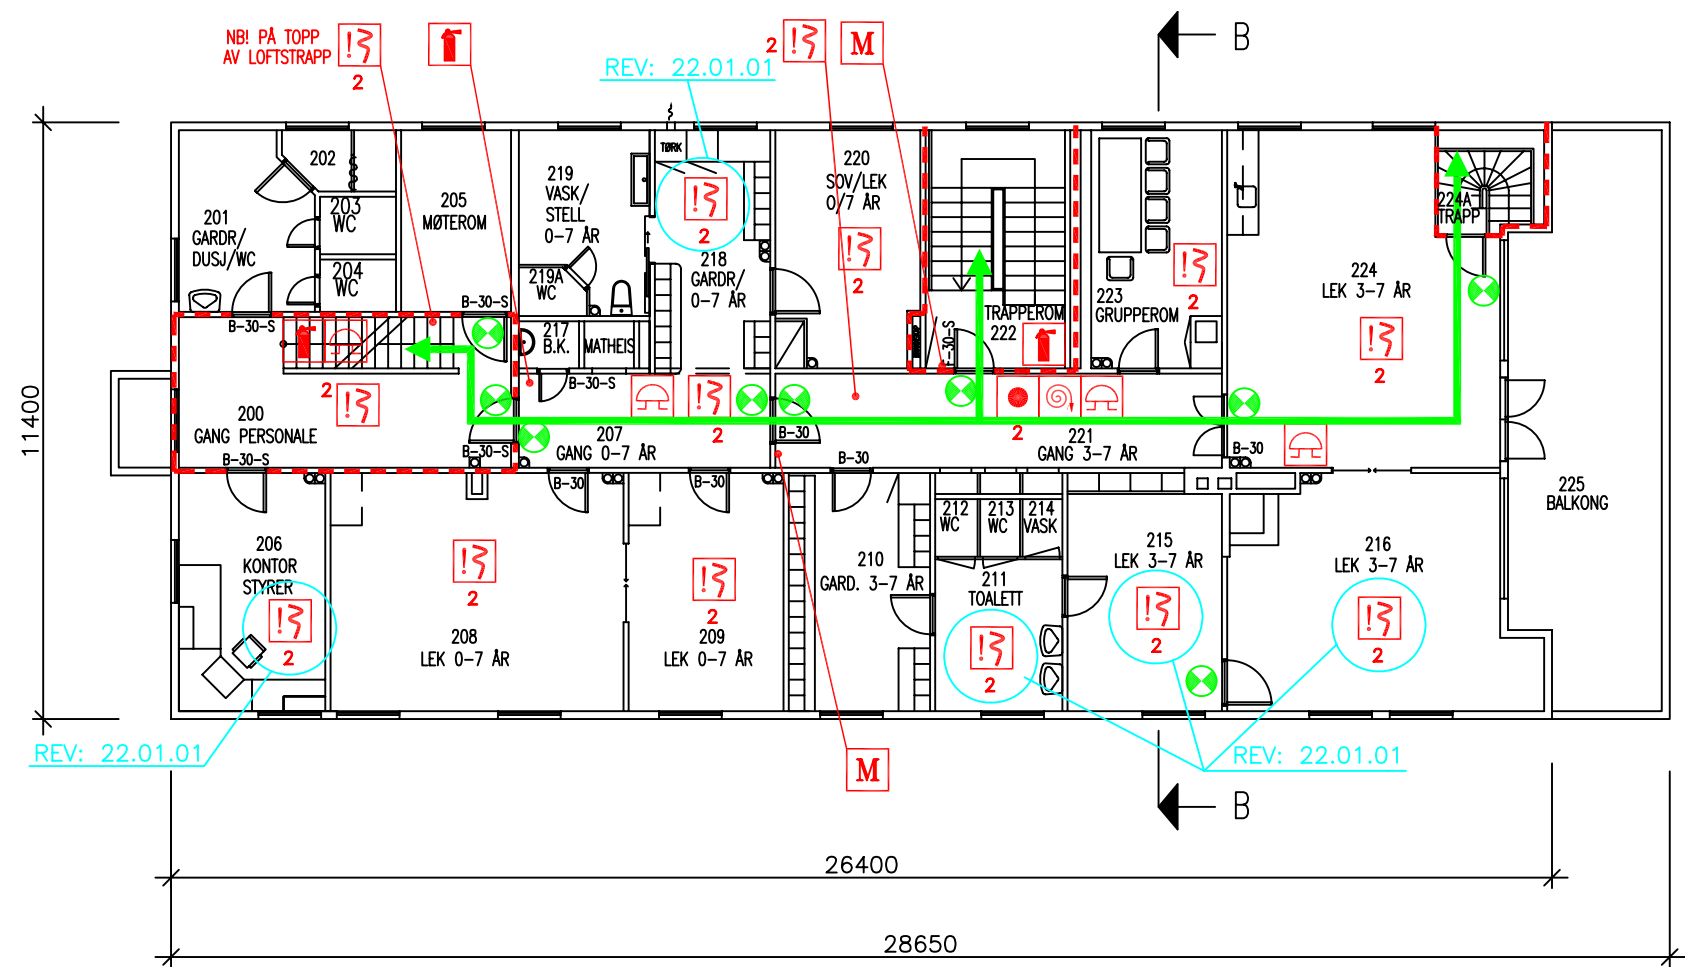 NB! PÅ TOPP
AV LOFTSTRAPP
2
2
M
B
REV: 22.01.01
TØRK
202
203
WC
204
WC
201
GARDR/
DUSJ/WC
205
MØTEROM
219
VASK/
STELL
0-7 ÅR
219A
WC
2
218
GARDR/
0-7 ÅR
220
SOV/LEK
0/7 ÅR
2
TRAPPEROM
222
223
GRUPPEROM
2
224
LEK 3-7 ÅR
2
224A
TRAPP
B-30-S
B-30-S
217
B.K.
MATHEIS
B-30-S
F-30-S
2
200
GANG PERSONALE
B-30-S
B-30-S
207
GANG 0-7 ÅR
2
B-30
B-30
2
221
GANG 3-7 ÅR
B-30
B-30
B-30
225
BALKONG
206
KONTOR
STYRER
2
2
208
LEK 0-7 ÅR
2
209
LEK 0-7 ÅR
210
GARD. 3-7 ÅR
212
WC
213
WC
214
VASK
211
TOALETT
2
215
LEK 3-7 ÅR
2
216
LEK 3-7 ÅR
2
REV: 22.01.01
M
REV: 22.01.01
B
11400
26400
28650